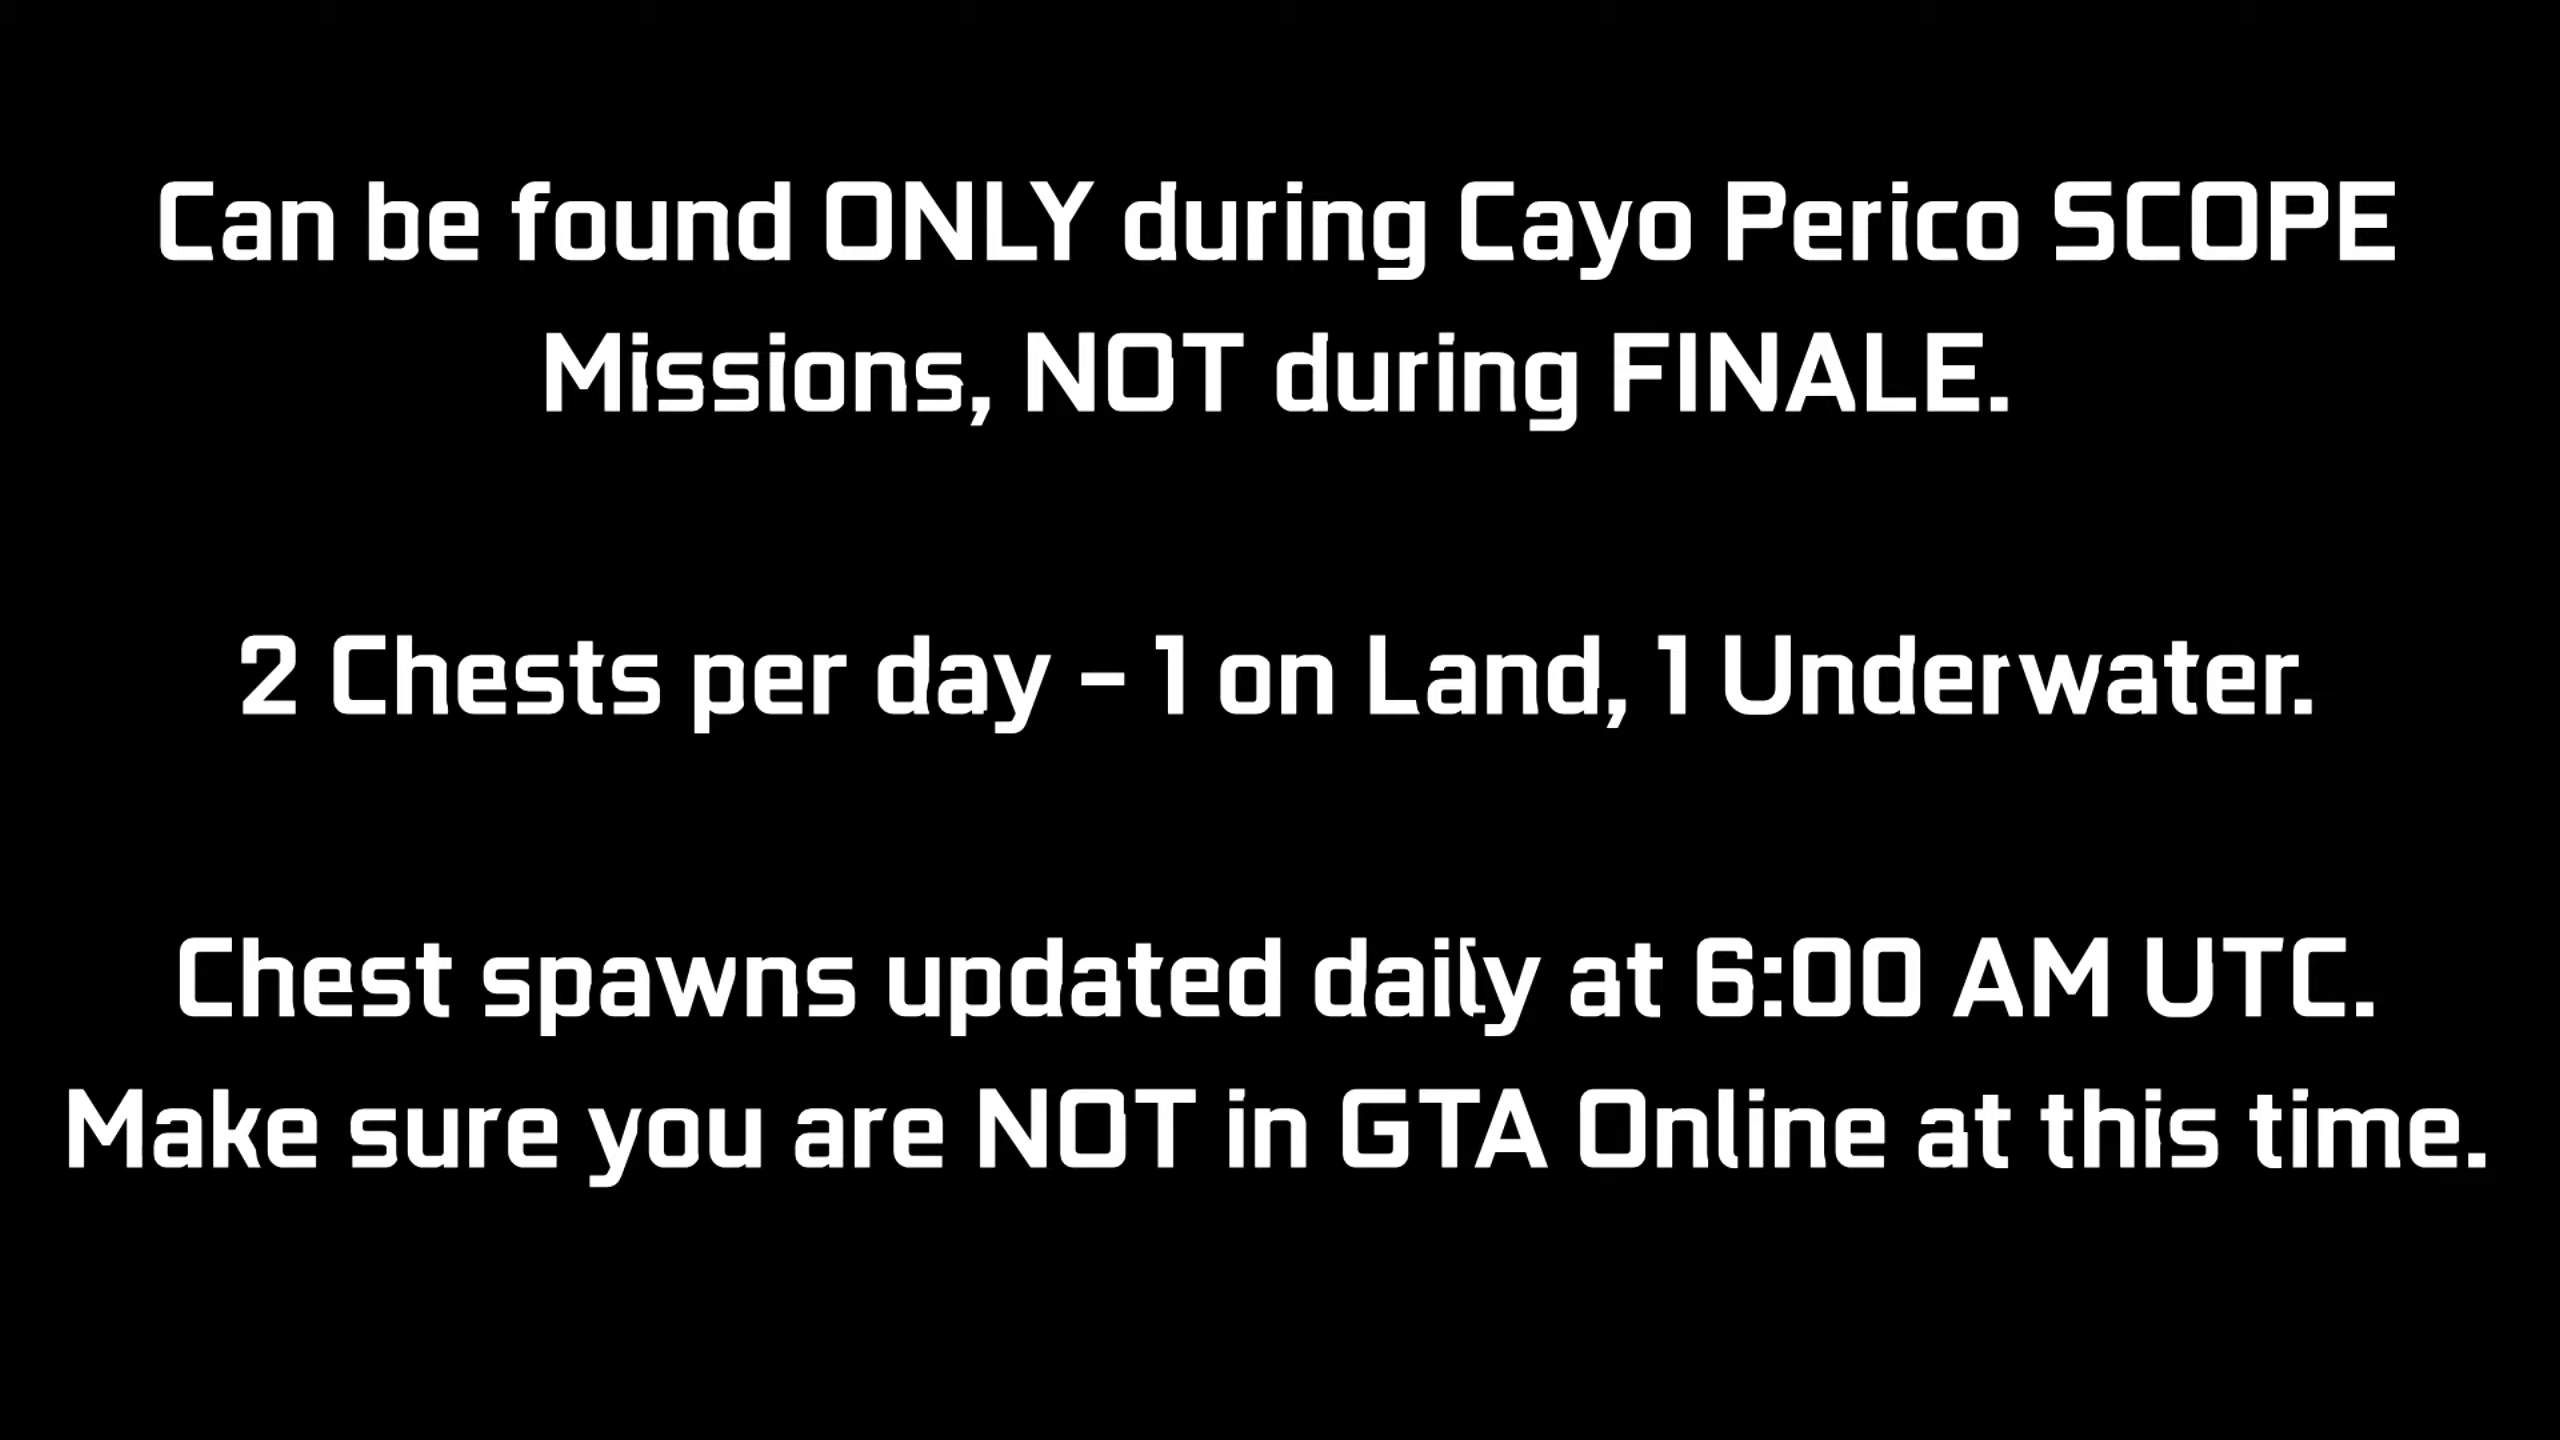 Can be found ONLY during Cayo Perico SCOPE
Missions, NOT during FINALE.
2 Chests per day – 1 on Land, 1 Underwater.
Chest spawns updated daily at 6:00 AM UTC.
Make sure you are NOT in GTA Online at this time.